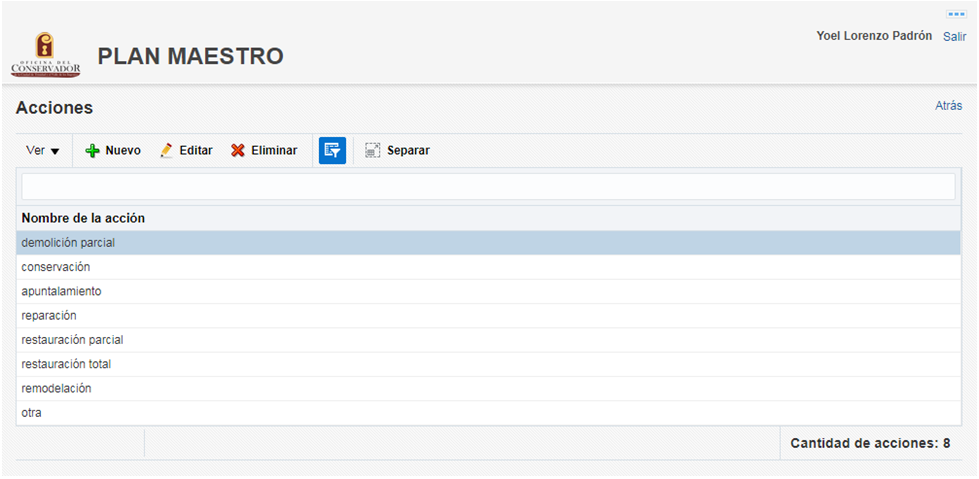 Yoel Lorenzo Padrón Salir
OFICINA DEL
CONSERVADOR
PLAN MAESTRO
Acciones
Atrás
Ver Nuevo Editar Eliminar Separar
Nombre de la acción
demolición parcial
conservación
apuntalamiento
reparación
restauración parcial
restauración total
remodelación
otra
Cantidad de acciones: 8